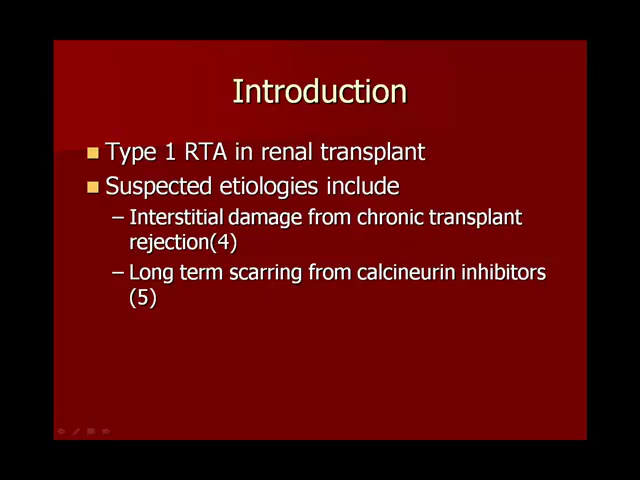 Introduction
Type 1 RTA in renal transplant
Suspected etiologies include
– Interstitial damage from chronic transplant
rejection(4)
– Long term scarring from calcineurin inhibitors
(5)